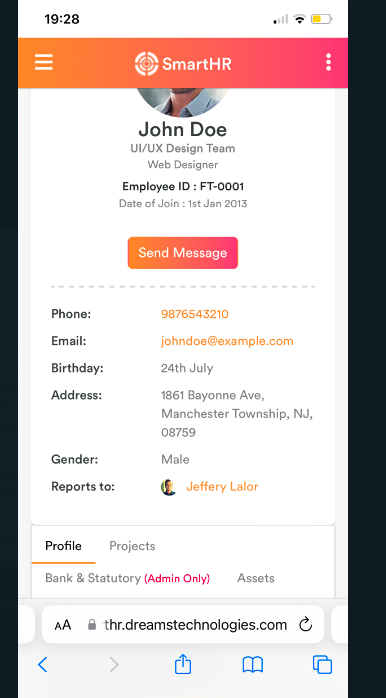 19:28
SmartHR
John Doe
UI/UX Design Team
Web Designer
Employee ID : FT-0001
Date of Join : 1st Jan 2013
Send Message
Phone: 9876543210
Email: johndoe@example.com
Birthday: 24th July
Address: 1861 Bayonne Ave,
Manchester Township, NJ,
08759
Gender: Male
Reports to: Jeffery Lalor
Profile Projects
Bank & Statutory (Admin Only) Assets
AA thr.dreamstechnologies.com